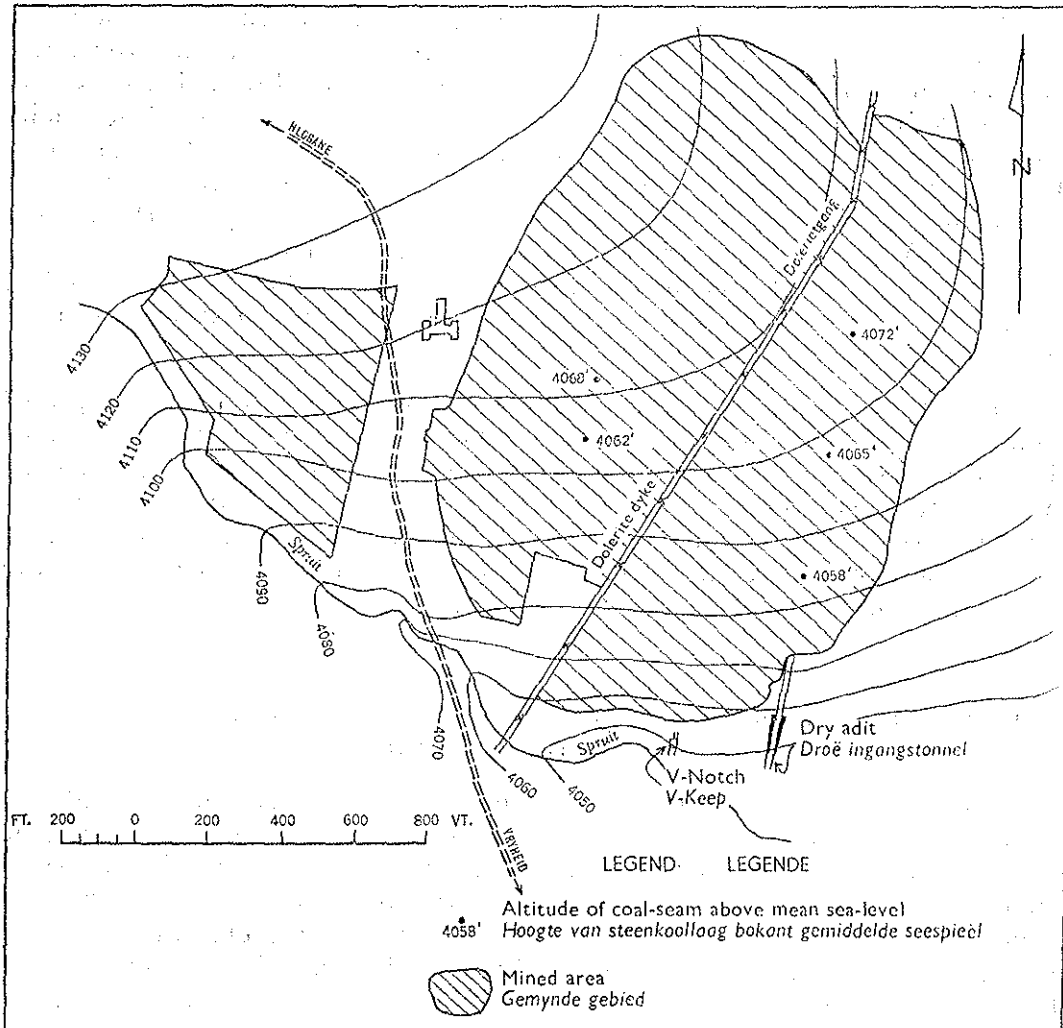 HLOBANE
N
Dolerietgang
4072'
4130
4068'
4120
4062'
4065'
4110
4100
Dolerite dyke
Spruit
4058'
4090
4080
4070
Spruit
Dry adit
Droë ingangstonnel
V-Notch
V-Keep
4060
4050
FT. 200 0 200 400 600 800 VT.
VRYHEID
LEGEND LEGENDE
4058' Altitude of coal-seam above mean sea-level
Hoogte van steenkoollaag bokant gemiddelde seespieël
Mined area
Gemynde gebied